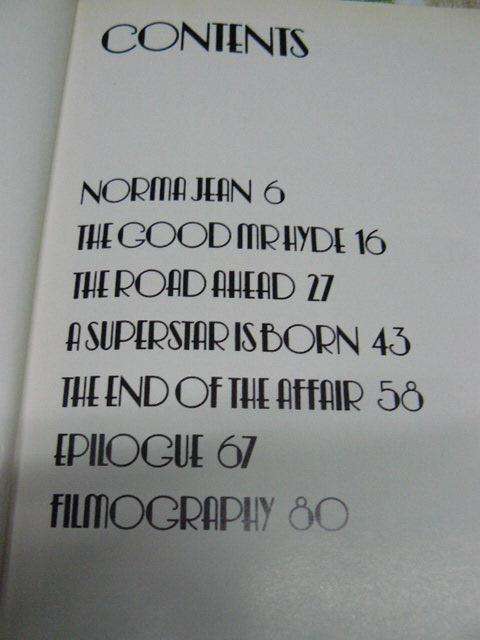 CONTENTS
NORMA JEAN 6
THE GOOD MR HYDE 16
THE ROAD AHEAD 27
A SUPERSTAR IS BORN 43
THE END OF THE AFFAIR 58
EPILOGUE 67
FILMOGRAPHY 80